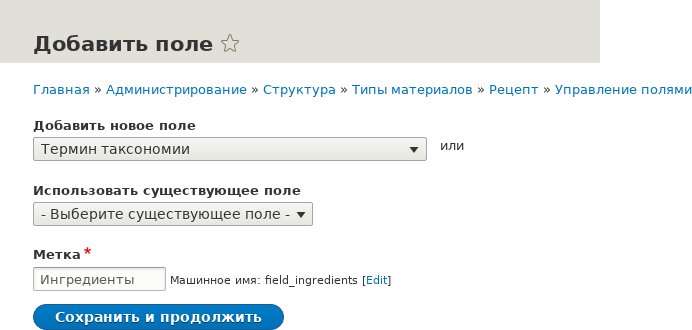 Добавить поле
Главная » Администрирование » Структура » Типы материалов » Рецепт » Управление полями
Добавить новое поле
Термин таксономии
или
Использовать существующее поле
- Выберите существующее поле -
Метка *
Ингредиенты Машинное имя: field_ingredients [Edit]
Сохранить и продолжить